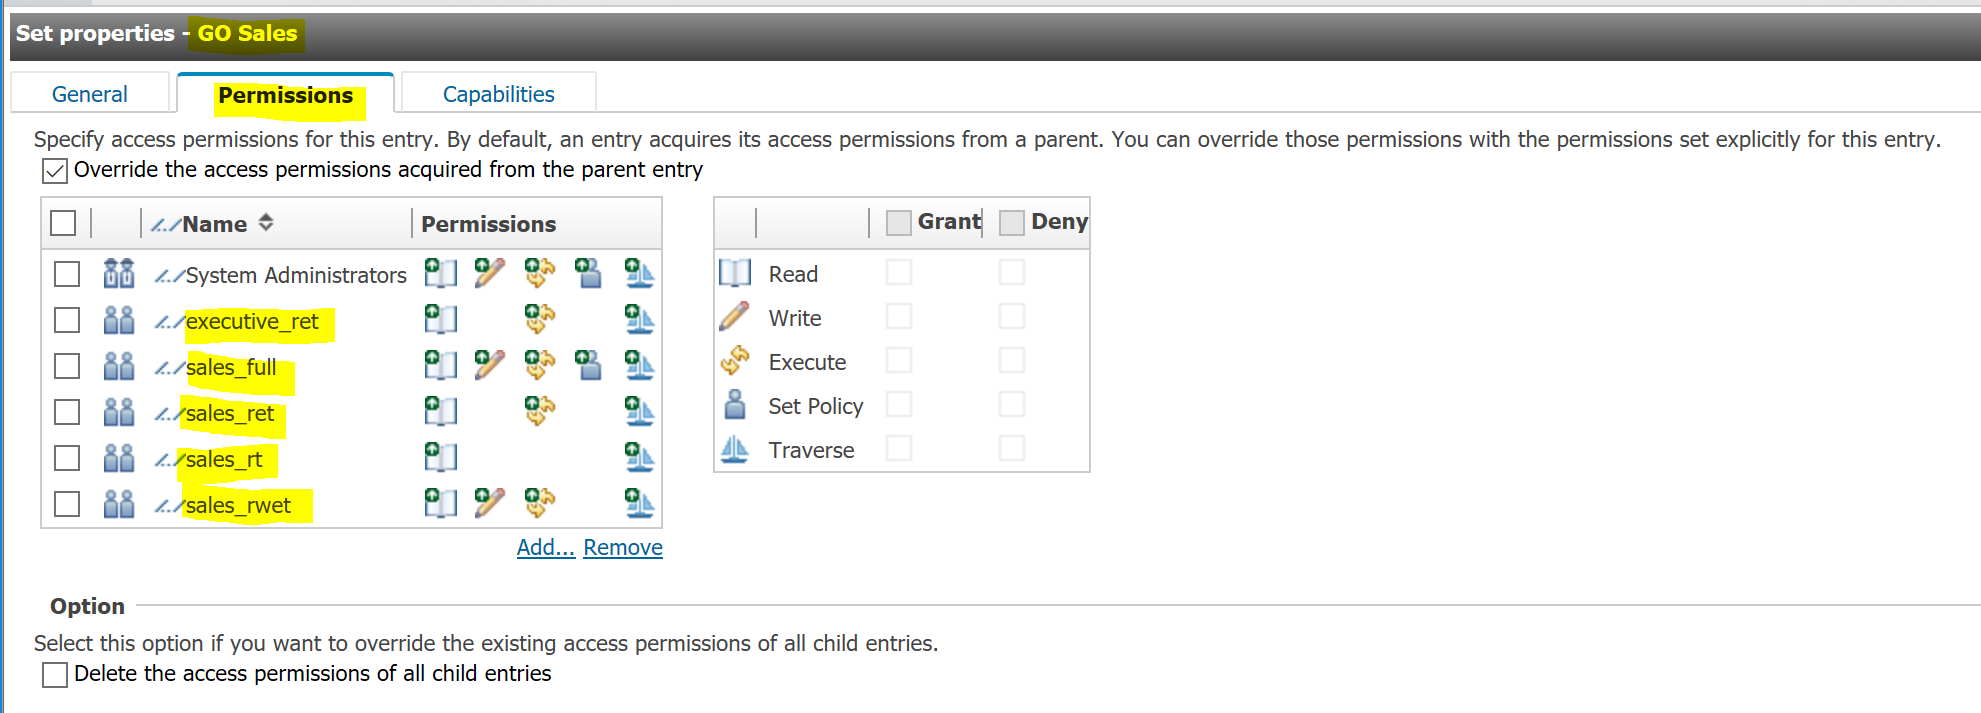 Set properties - GO Sales
General Permissions Capabilities
Specify access permissions for this entry. By default, an entry acquires its access permissions from a parent. You can override those permissions with the permissions set explicitly for this entry.
Override the access permissions acquired from the parent entry
Name Permissions
System Administrators
executive_ret
sales_full
sales_ret
sales_rt
sales_rwet
Add... Remove
Grant Deny
Read
Write
Execute
Set Policy
Traverse
Option
Select this option if you want to override the existing access permissions of all child entries.
Delete the access permissions of all child entries